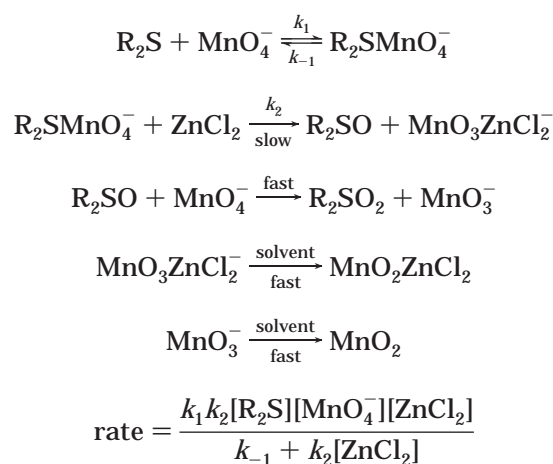 R₂S + MnO₄⁻ ⇌ R₂SMnO₄⁻ (k₁, k₋₁)
R₂SMnO₄⁻ + ZnCl₂ →(k₂, slow) R₂SO + MnO₃ZnCl₂⁻
R₂SO + MnO₄⁻ →(fast) R₂SO₂ + MnO₃⁻
MnO₃ZnCl₂⁻ →(solvent, fast) MnO₂ZnCl₂
MnO₃⁻ →(solvent, fast) MnO₂
rate = k₁k₂[R₂S][MnO₄⁻][ZnCl₂] / k₋₁ + k₂[ZnCl₂]